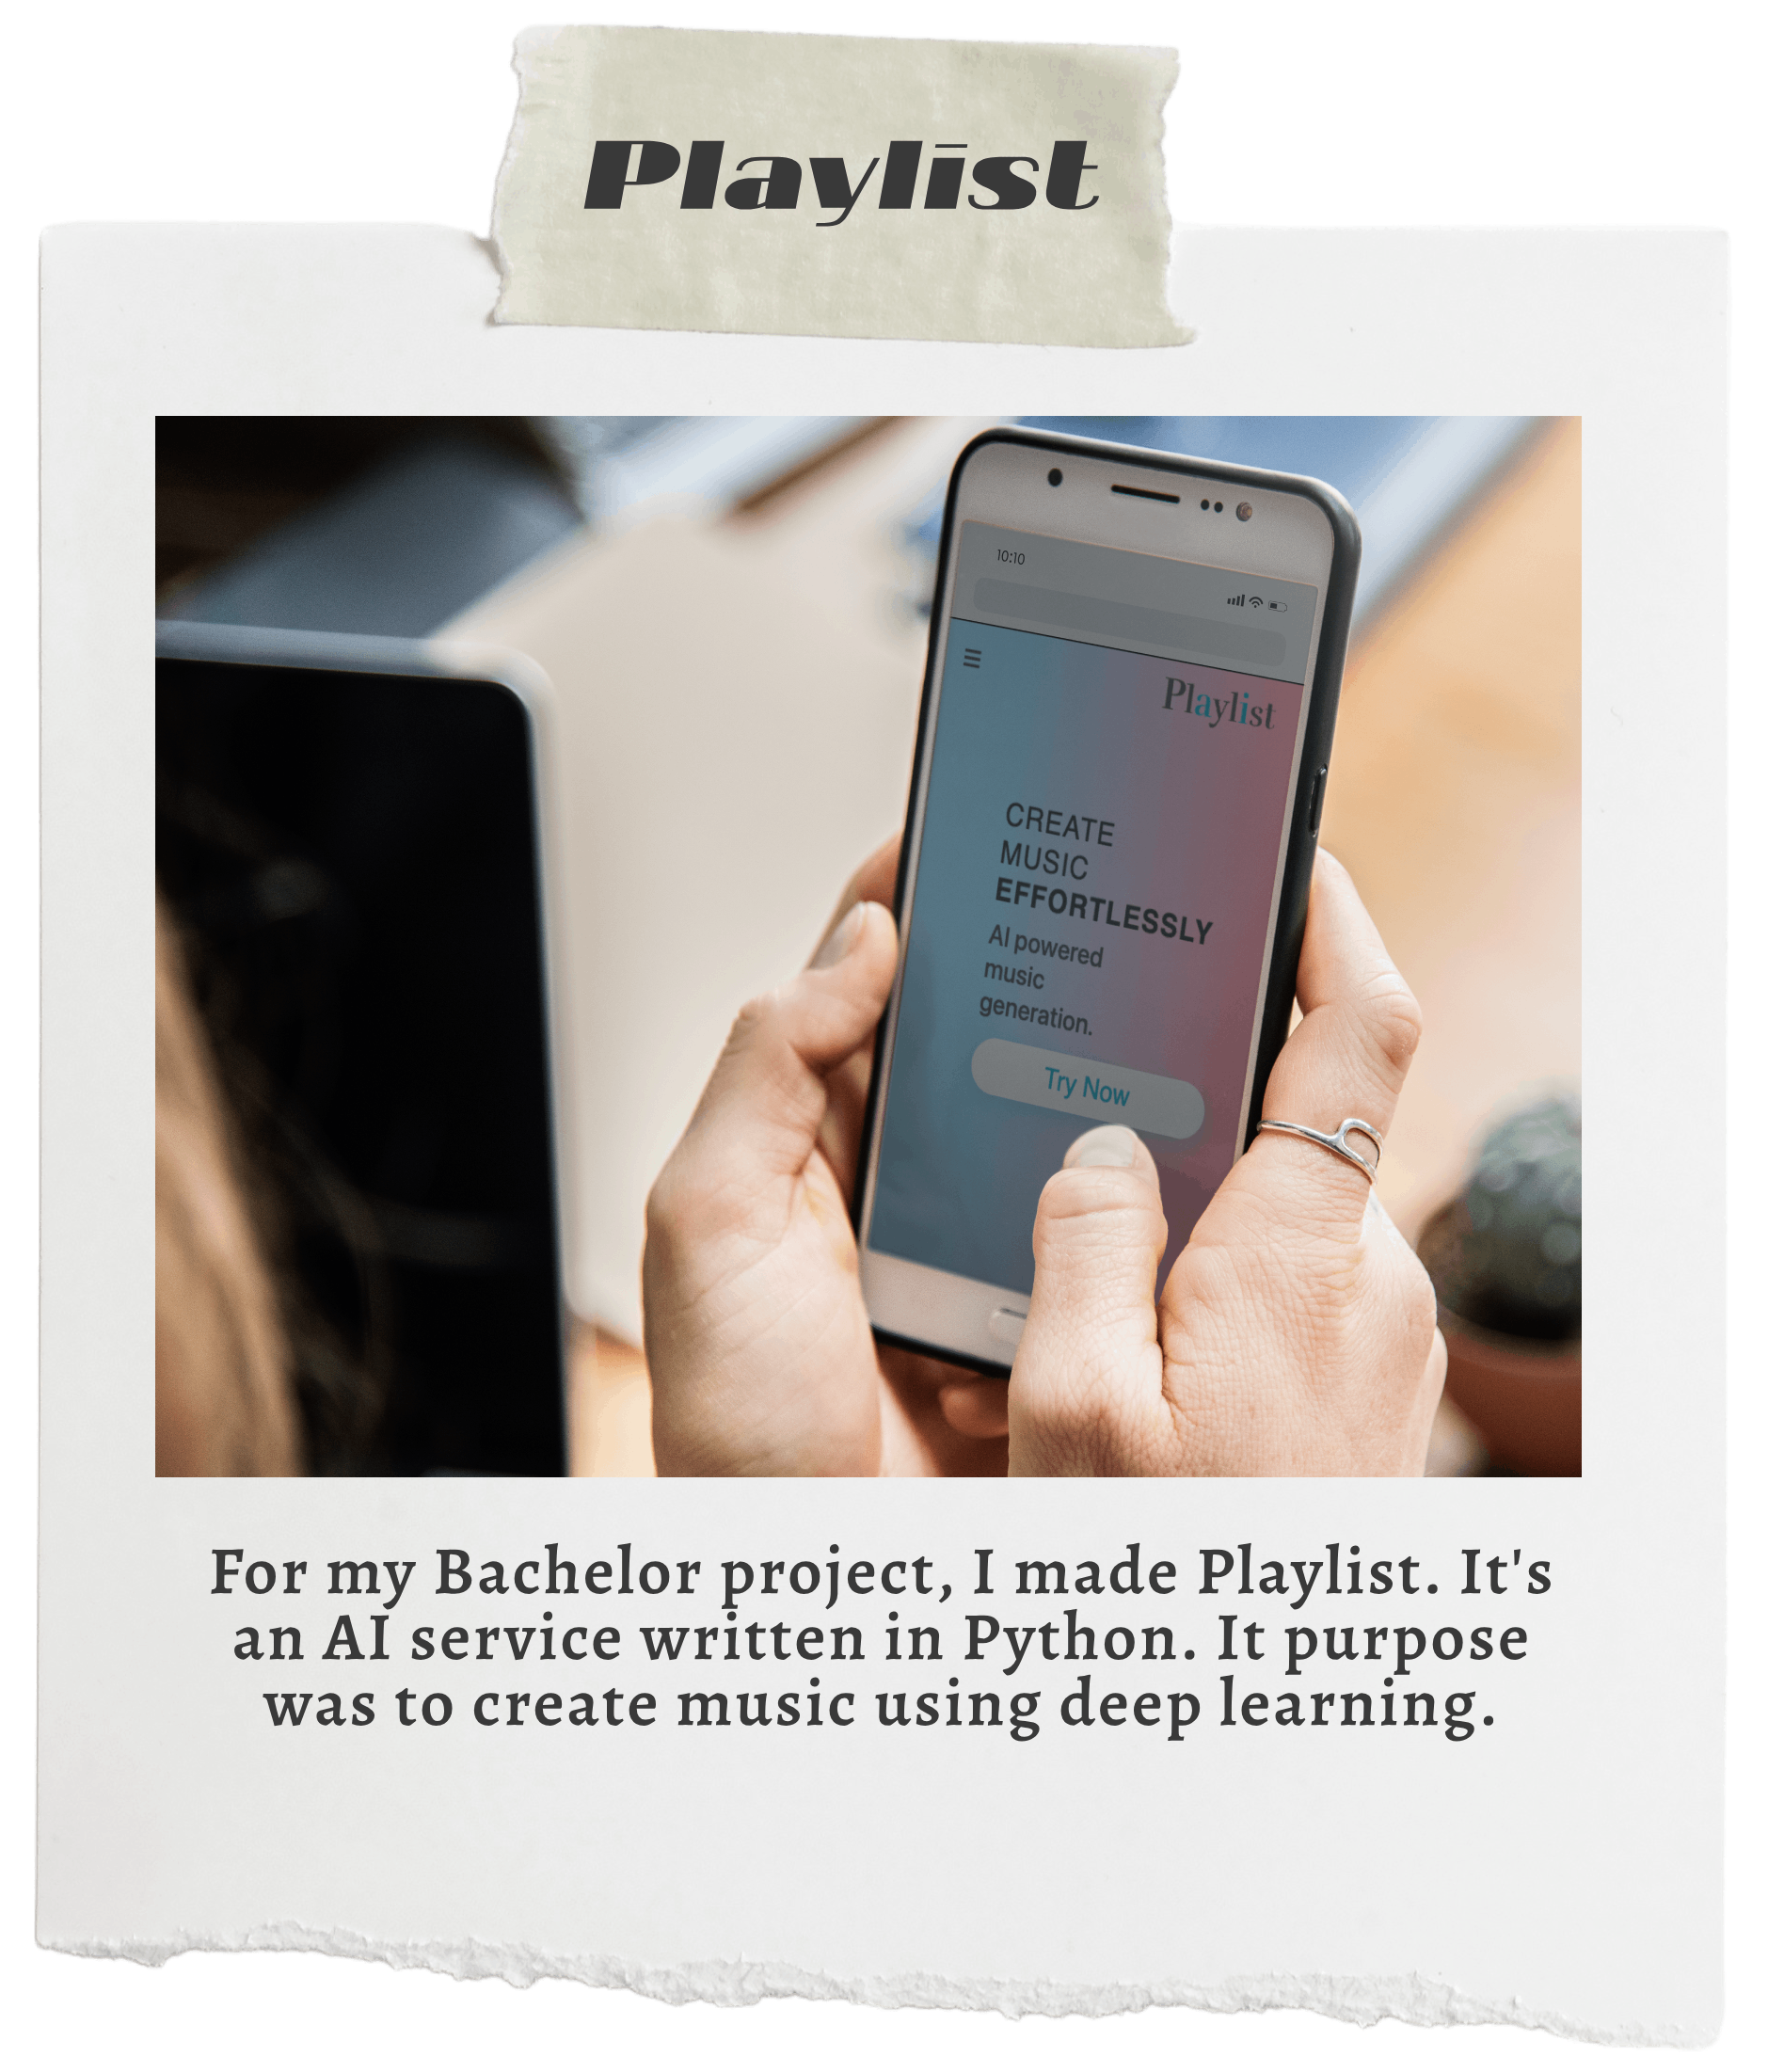 Playlist
10:10
Playlist
CREATE
MUSIC
EFFORTLESSLY
AI powered
music
generation.
Try Now
For my Bachelor project, I made Playlist. It's
an AI service written in Python. It purpose
was to create music using deep learning.